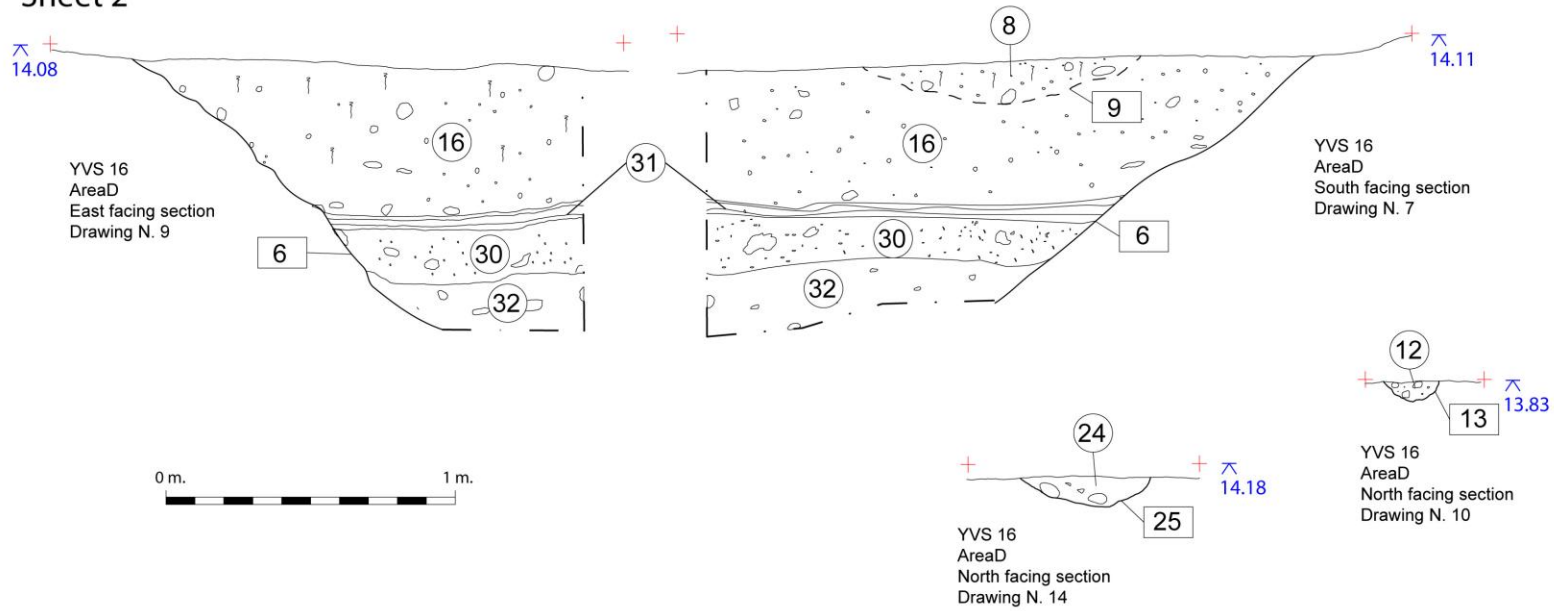 Sheet 2
8
14.08
14.11
9
16
16
31
YVS 16
AreaD
East facing section
Drawing N. 9
YVS 16
AreaD
South facing section
Drawing N. 7
6
30
30
6
32
32
12
13.83
13
YVS 16
AreaD
North facing section
Drawing N. 10
24
14.18
25
0 m.
1 m.
YVS 16
AreaD
North facing section
Drawing N. 14